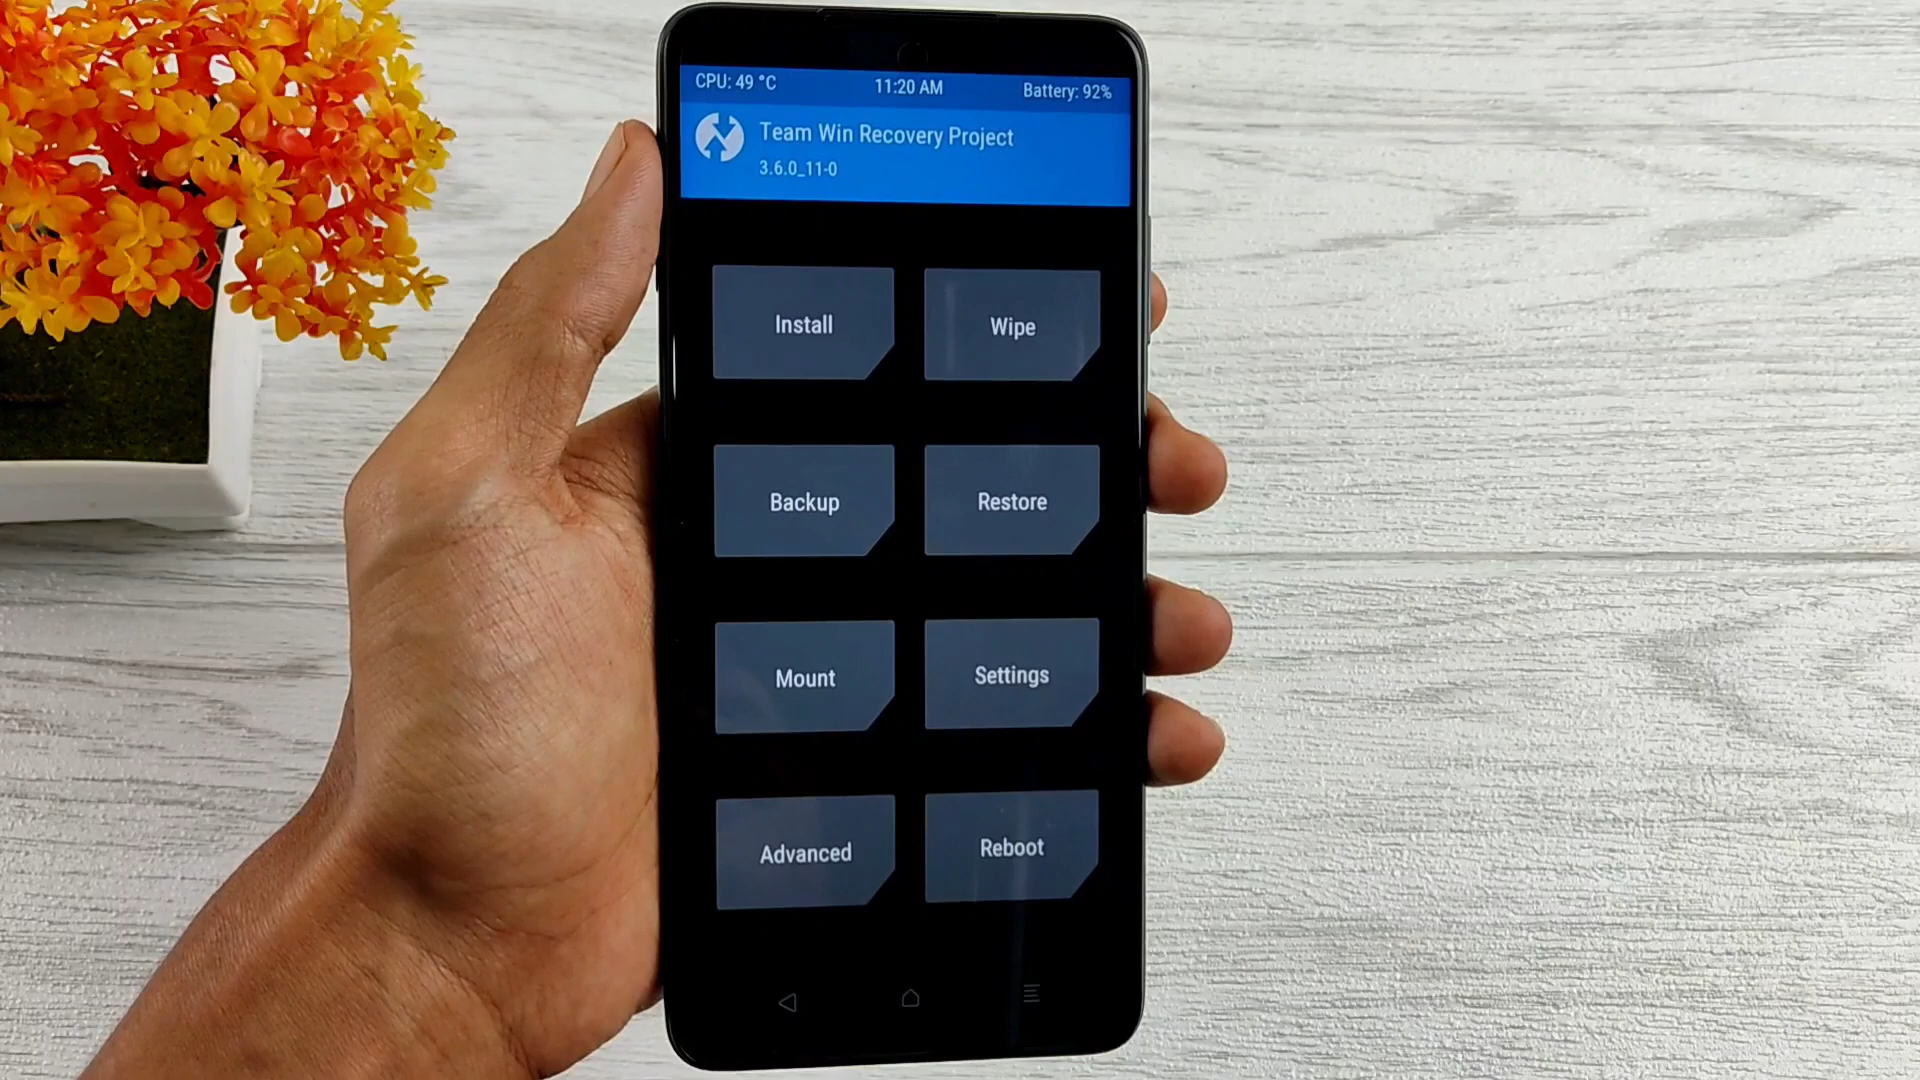 CPU: 49 °C 11:20 AM Battery: 92%
Team Win Recovery Project
3.6.0_11-0
Install Wipe
Backup Restore
Mount Settings
Advanced Reboot